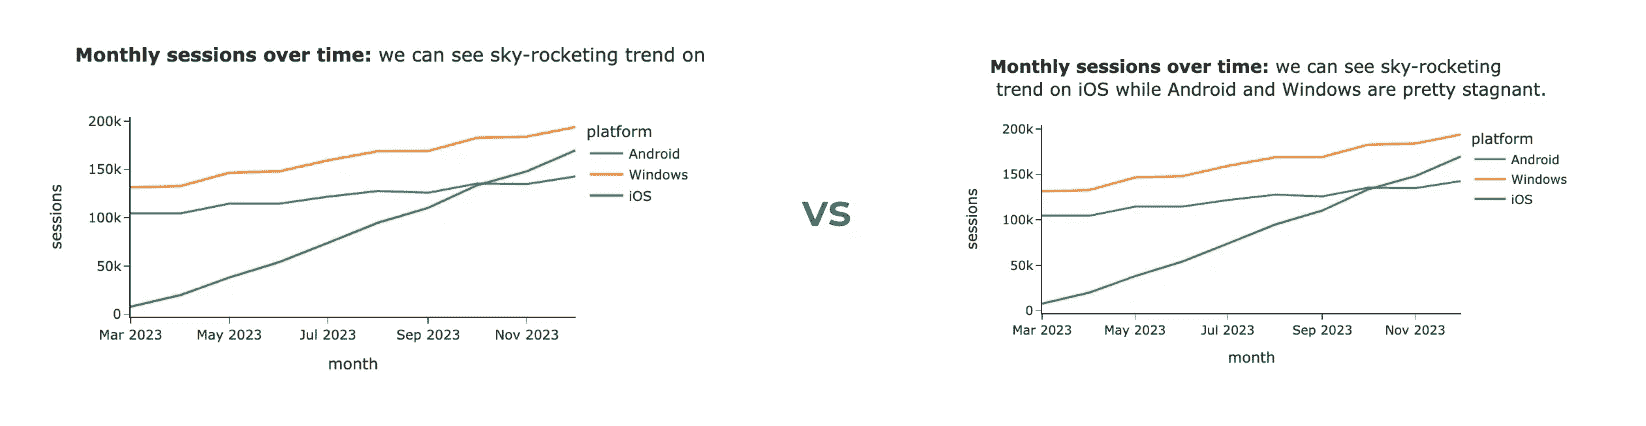 Monthly sessions over time: we can see sky-rocketing trend on
200k
150k
100k
50k
0
sessions
Mar 2023 May 2023 Jul 2023 Sep 2023 Nov 2023
month
platform
Android
Windows
iOS
VS
Monthly sessions over time: we can see sky-rocketing
trend on iOS while Android and Windows are pretty stagnant.
200k
150k
100k
50k
0
sessions
Mar 2023 May 2023 Jul 2023 Sep 2023 Nov 2023
month
platform
Android
Windows
iOS